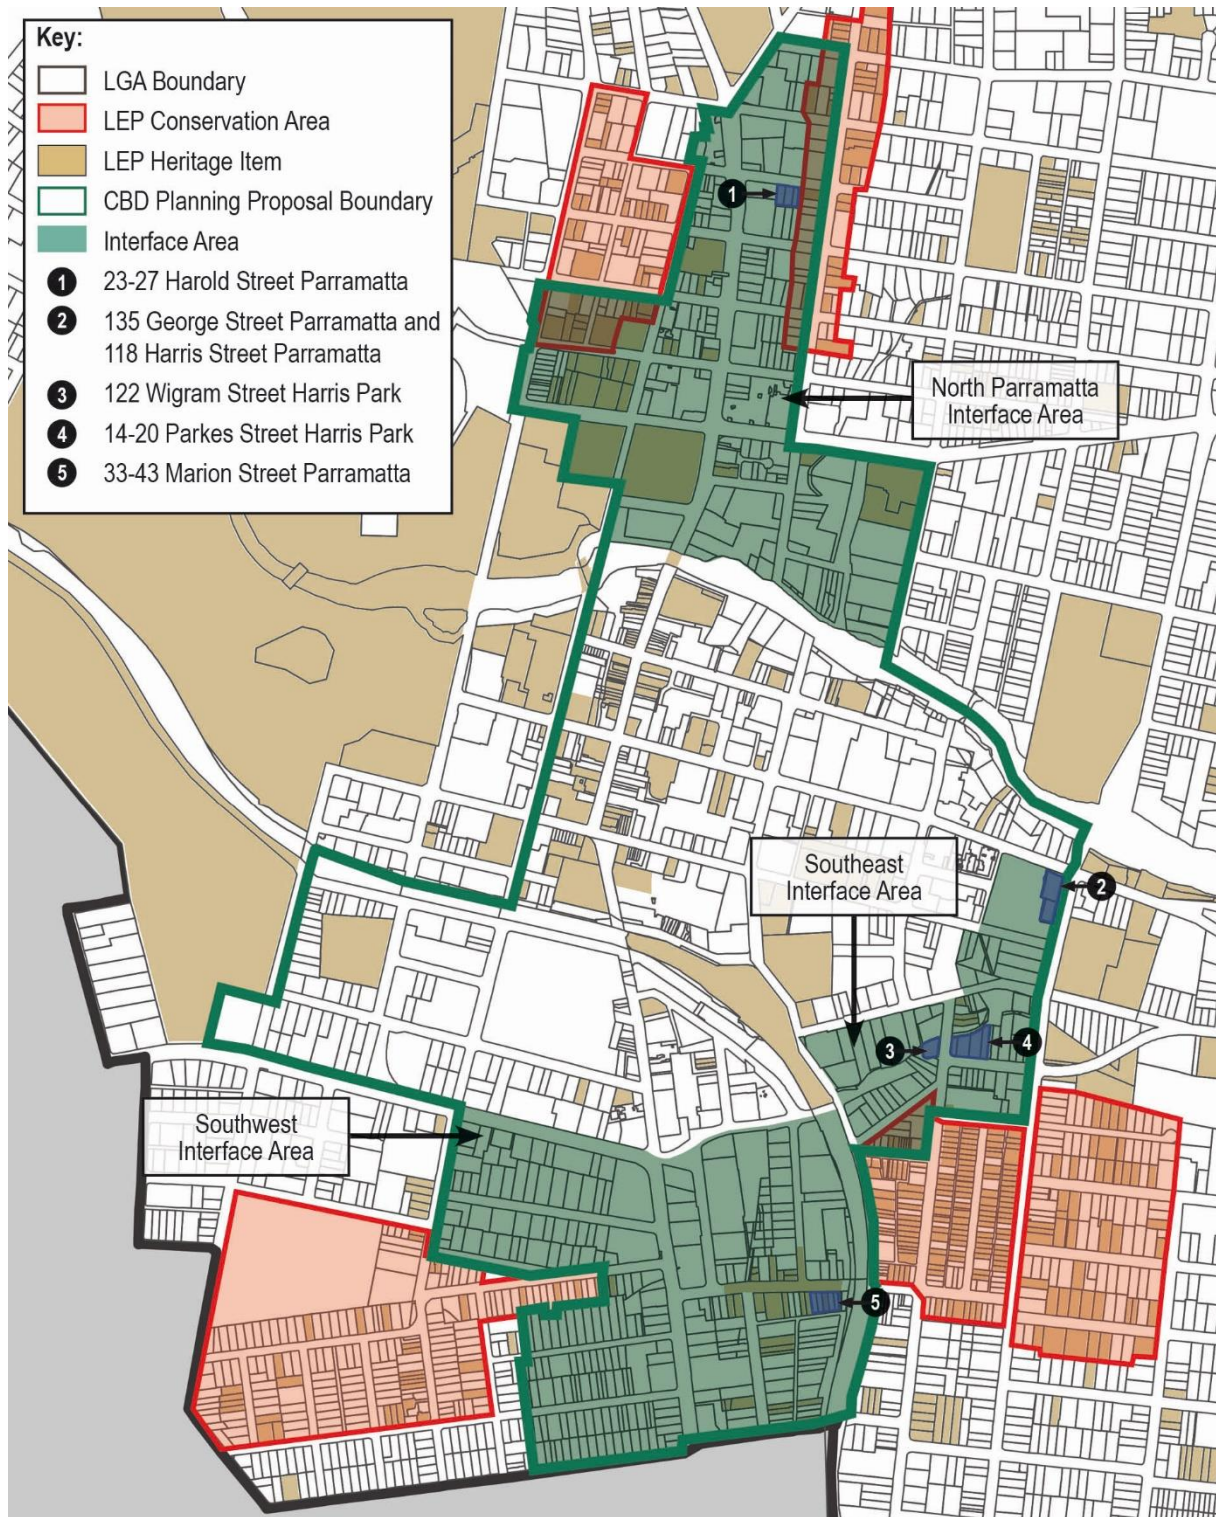 Key:
LGA Boundary
LEP Conservation Area
LEP Heritage Item
CBD Planning Proposal Boundary
Interface Area
1 23-27 Harold Street Parramatta
2 135 George Street Parramatta and
118 Harris Street Parramatta
3 122 Wigram Street Harris Park
4 14-20 Parkes Street Harris Park
5 33-43 Marion Street Parramatta
1
North Parramatta
Interface Area
Southeast
Interface Area
2
3
4
Southwest
Interface Area
5